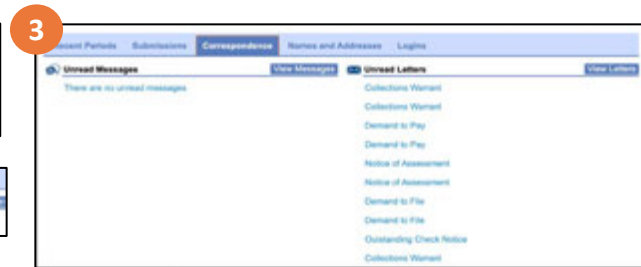 3
Recent Periods Submissions Correspondence Names and Addresses Logins
Unread Messages View Messages
There are no unread messages
Unread Letters View Letters
Collections Warrant
Collections Warrant
Demand to Pay
Demand to Pay
Notice of Assessment
Notice of Assessment
Demand to File
Demand to File
Outstanding Check Notice
Collections Warrant